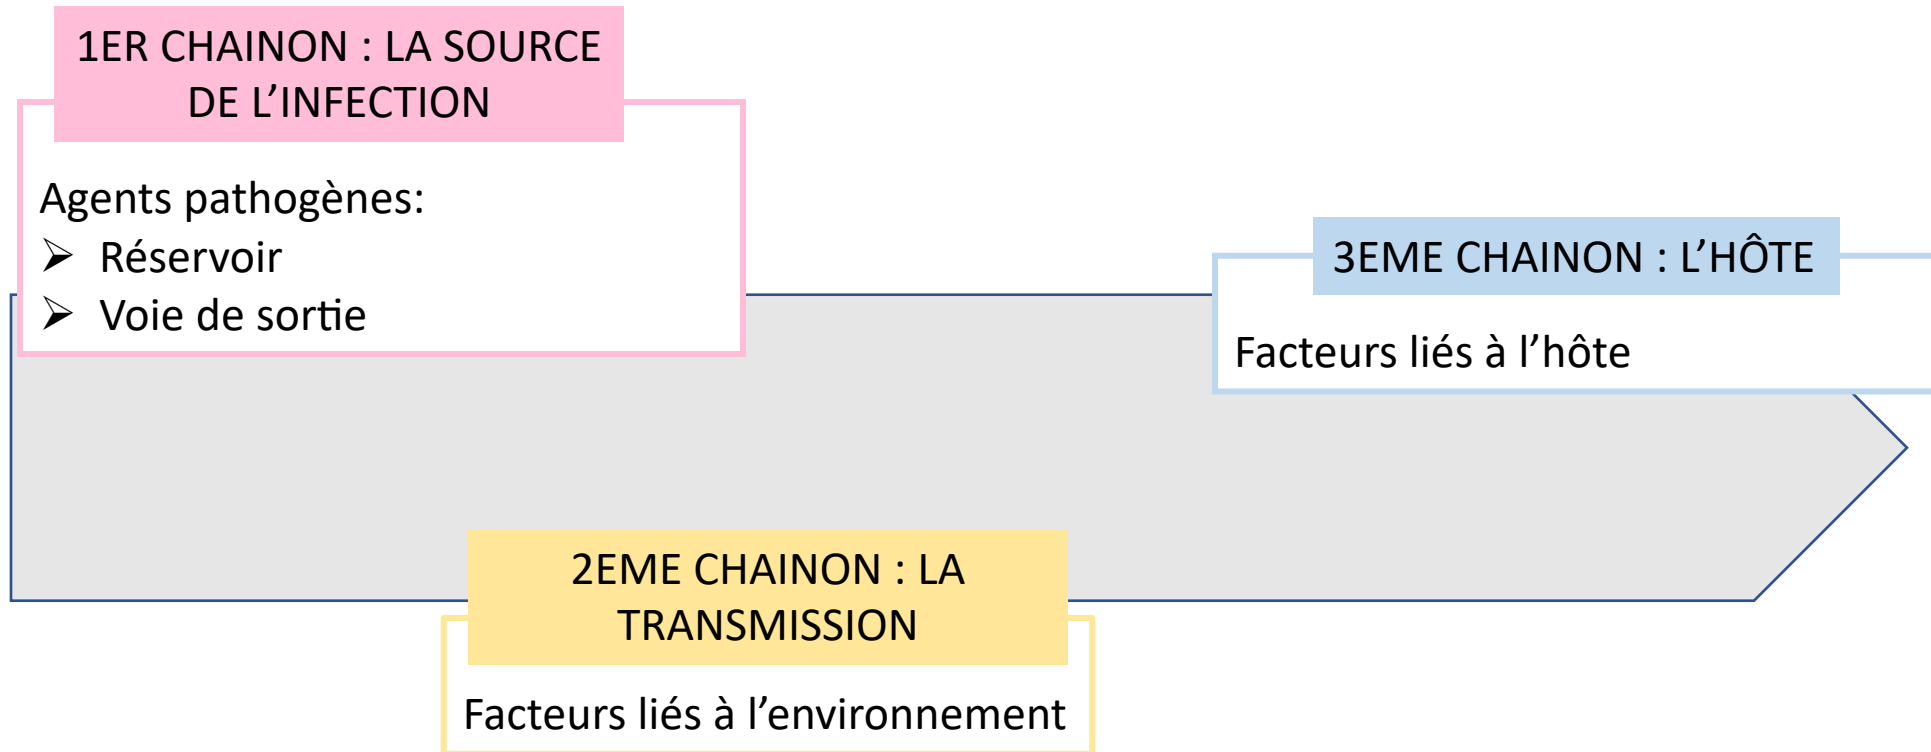 1ER CHAINON : LA SOURCE
DE L’INFECTION
Agents pathogènes:
➢ Réservoir
➢ Voie de sortie
2EME CHAINON : LA
TRANSMISSION
Facteurs liés à l’environnement
3EME CHAINON : L’HÔTE
Facteurs liés à l’hôte